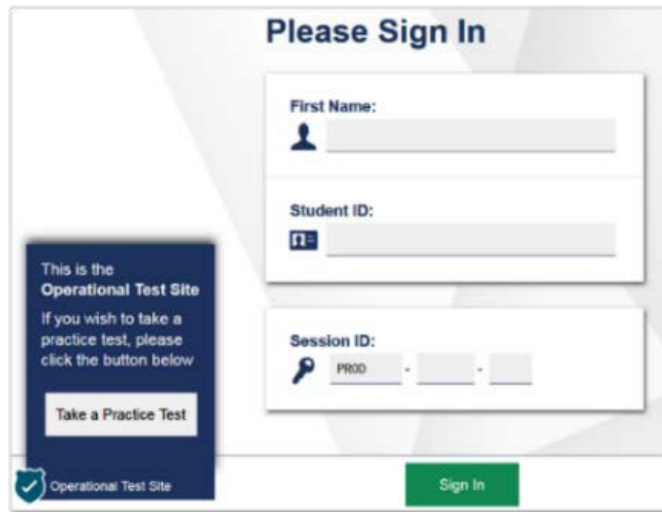 Please Sign In
First Name:
Student ID:
This is the
Operational Test Site
If you wish to take a
practice test, please
click the button below
Take a Practice Test
Session ID:
PROD - -
Operational Test Site
Sign In